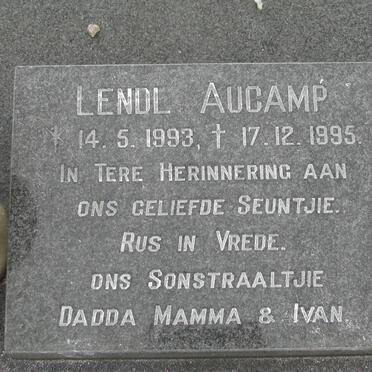 LENDL AUCAMP
* 14. 5. 1993, † 17. 12. 1995.
IN TERE HERINNERING AAN
ONS GELIEFDE SEUNTJIE.
RUS IN VREDE.
ONS SONSTRAALTJIE
DADDA MAMMA & IVAN